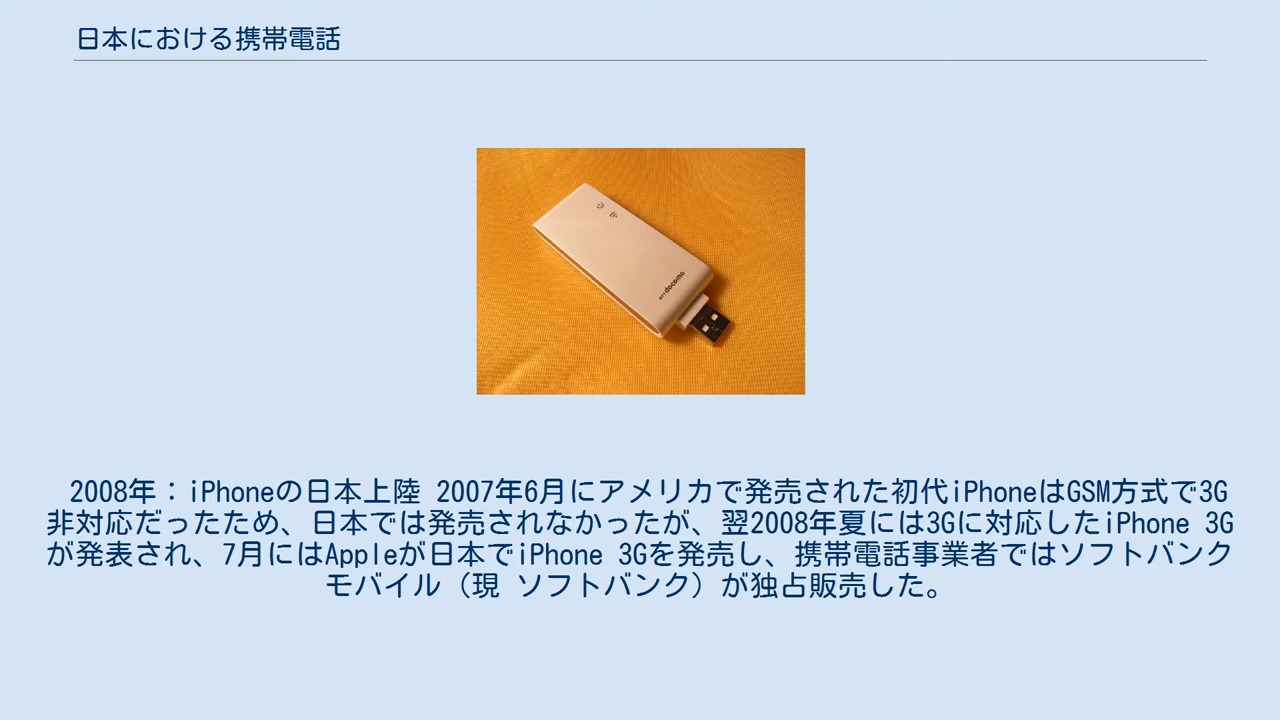 日本における携帯電話
NTT docomo
2008年：iPhoneの日本上陸 2007年6月にアメリカで発売された初代iPhoneはGSM方式で3G
非対応だったため、日本では発売されなかったが、翌2008年夏には3Gに対応したiPhone 3G
が発表され、7月にはAppleが日本でiPhone 3Gを発売し、携帯電話事業者ではソフトバンク
モバイル（現 ソフトバンク）が独占販売した。